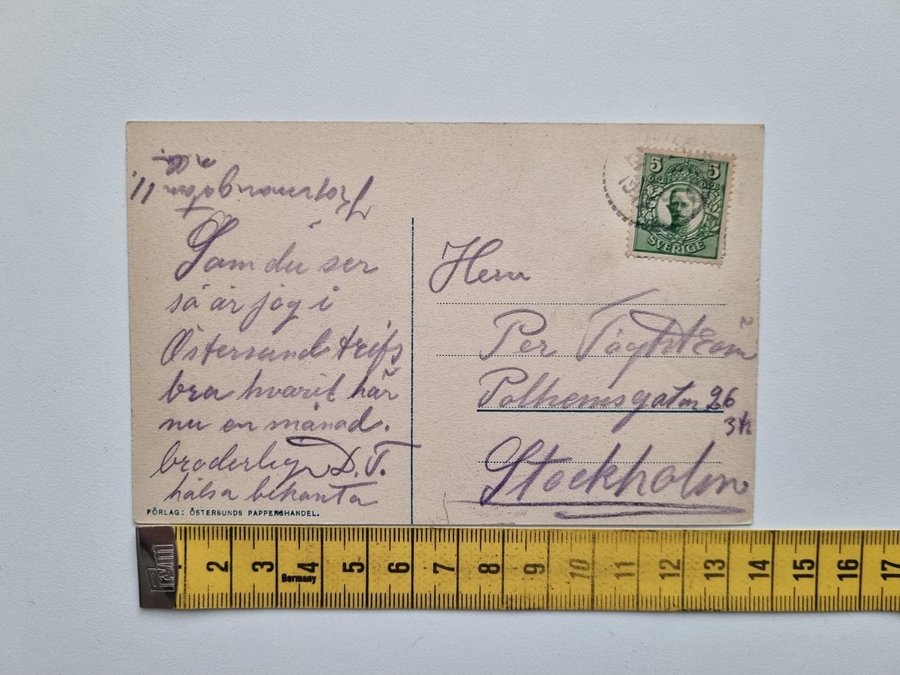 Som du ser
så är jag i
Östersund trifs
bra hvarit här
nu en månad.
broderligen D. T.
hälsa bekanta
FÖRLAG: ÖSTERSUNDS PAPPERSHANDEL.
5 5
SVERIGE
Herr
Per
Polhemsgatan 26
3 tr
Stockholm
2 3 4 5 6 7 8 9 10 11 12 13 14 15 16 17
Germany